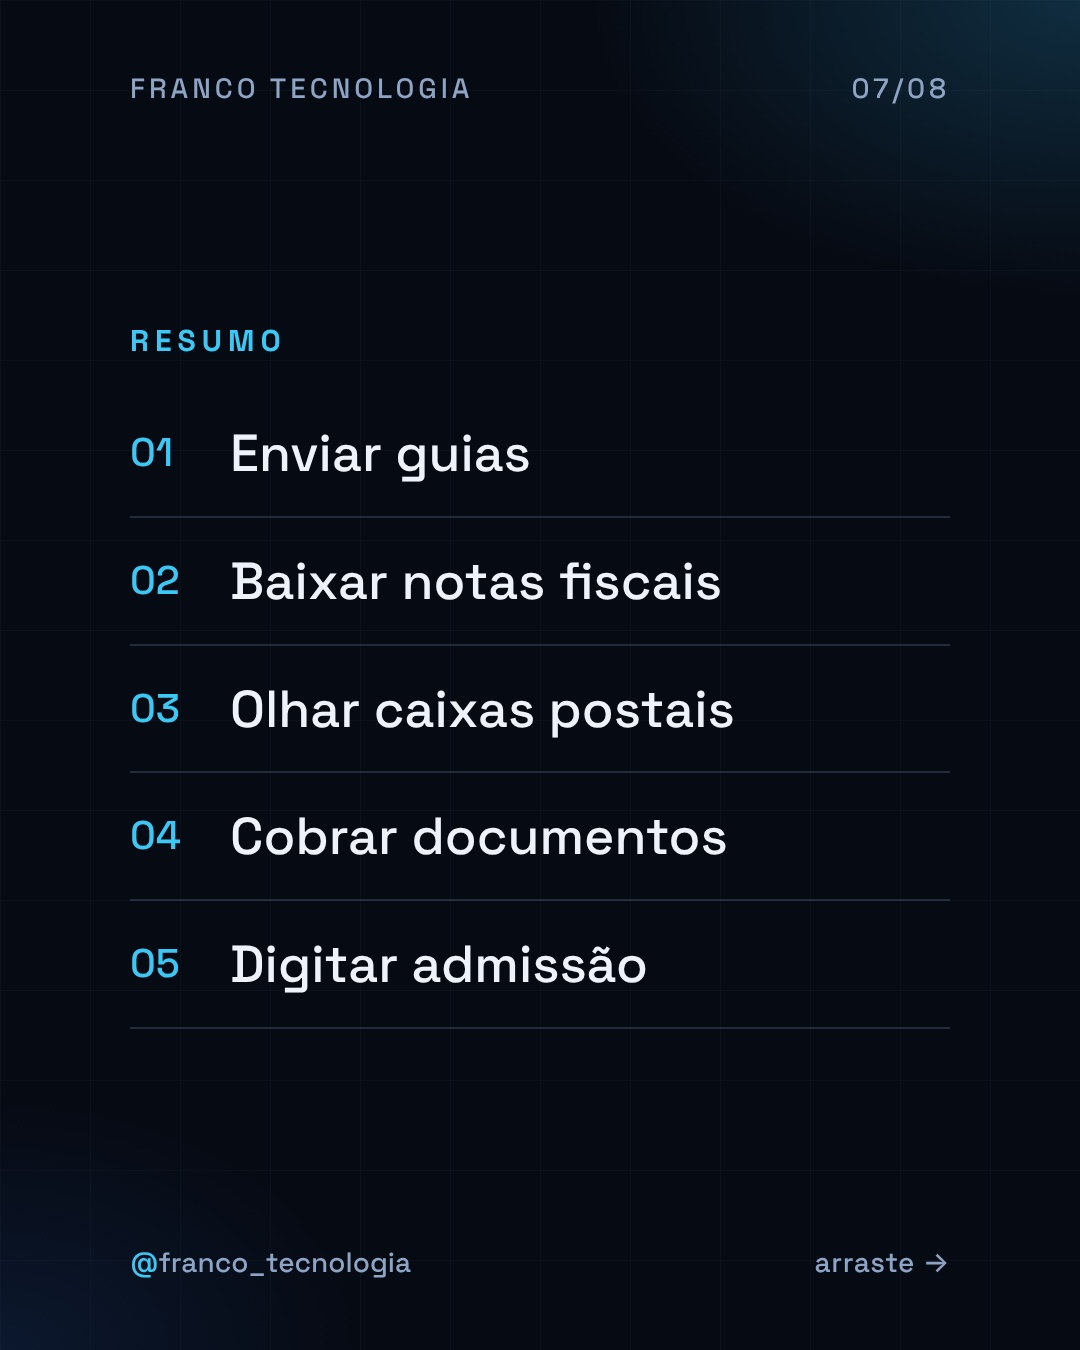 FRANCO TECNOLOGIA
07/08
RESUMO
01 Enviar guias
02 Baixar notas fiscais
03 Olhar caixas postais
04 Cobrar documentos
05 Digitar admissão
@franco_tecnologia
arraste →